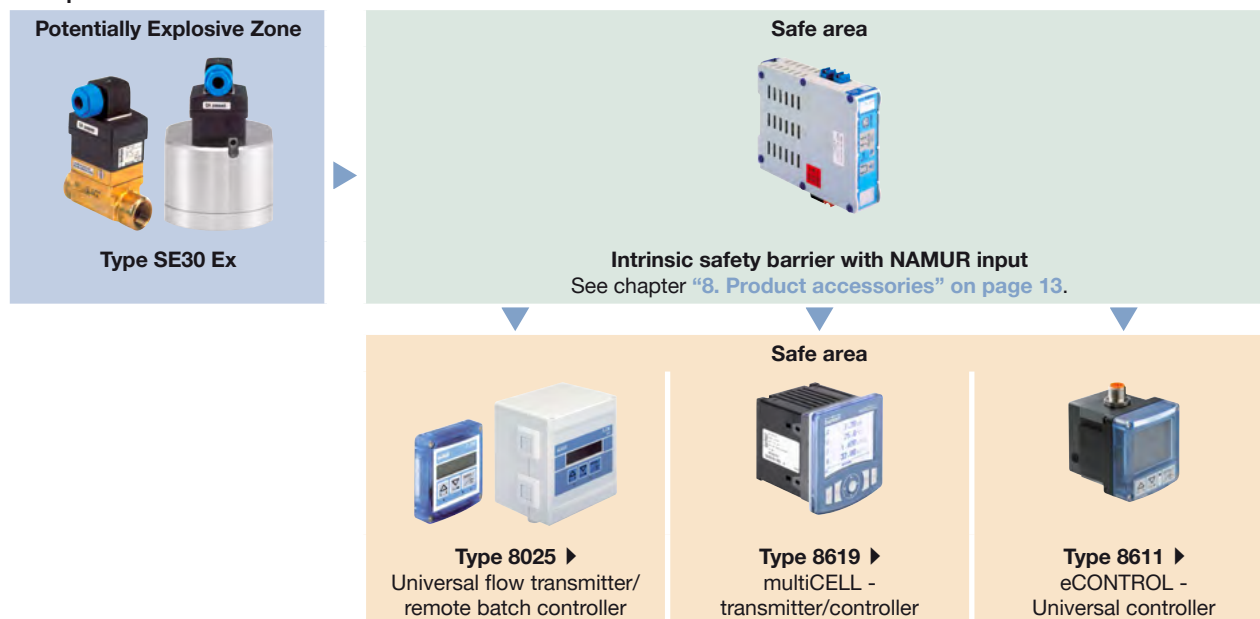 Potentially Explosive Zone
Safe area
Type SE30 Ex
Intrinsic safety barrier with NAMUR input
See chapter “8. Product accessories” on page 13.
Safe area
Type 8025
Universal flow transmitter/
remote batch controller
Type 8619
multiCELL -
transmitter/controller
Type 8611
eCONTROL -
Universal controller